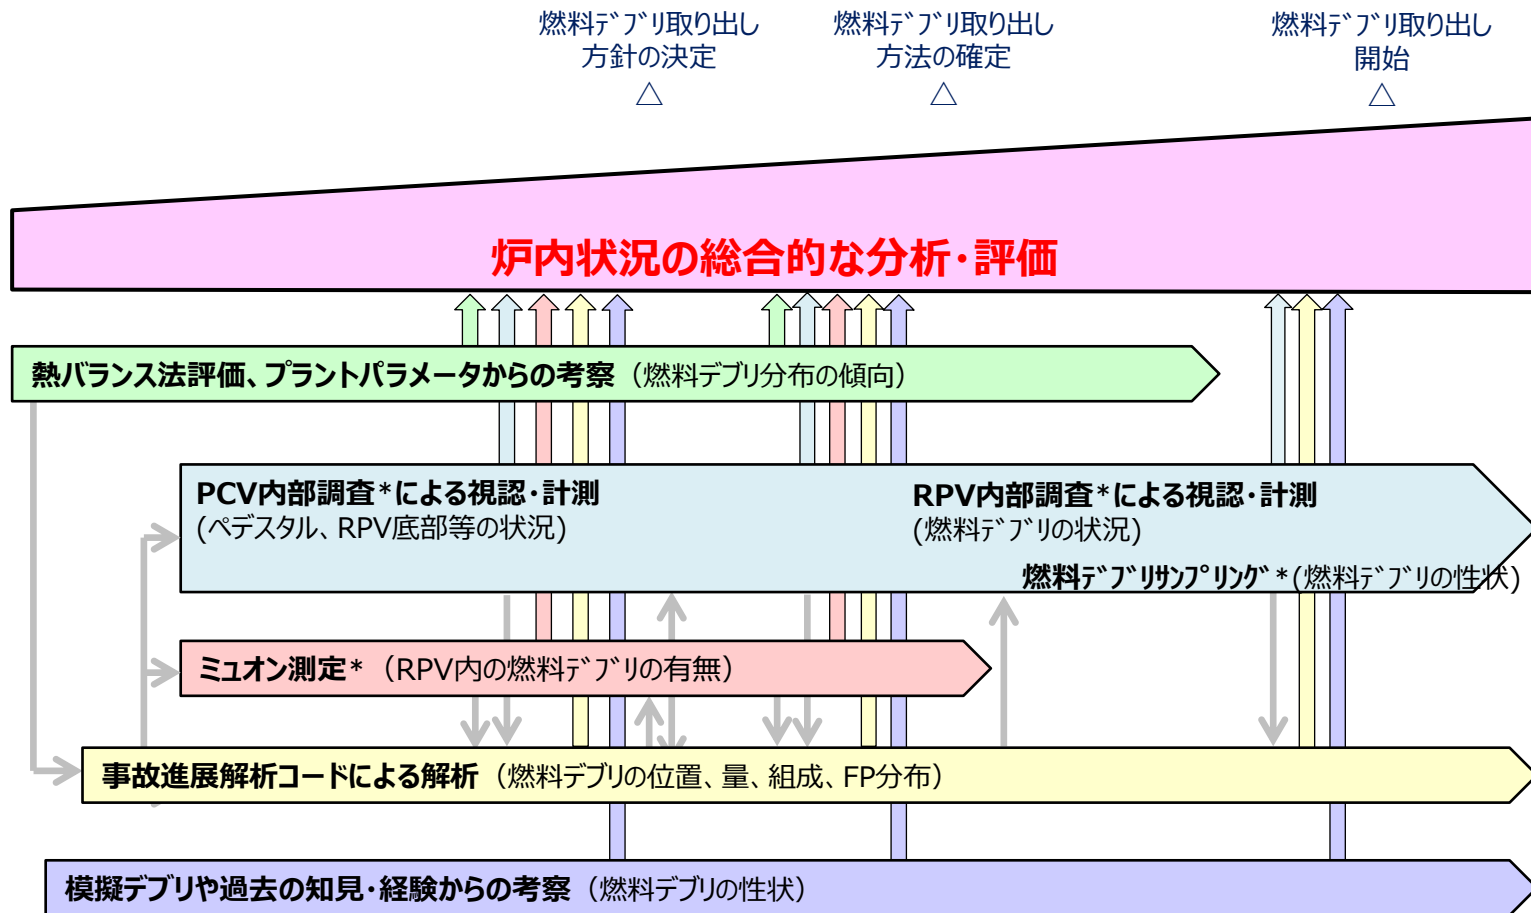 燃料ﾃﾞﾌﾞﾘ取り出し
方針の決定
△
燃料ﾃﾞﾌﾞﾘ取り出し
方法の確定
△
燃料ﾃﾞﾌﾞﾘ取り出し
開始
△
炉内状況の総合的な分析・評価
熱バランス法評価、プラントパラメータからの考察（燃料デブリ分布の傾向）
PCV内部調査*による視認・計測
(ペデスタル、RPV底部等の状況)
RPV内部調査*による視認・計測
(燃料ﾃﾞﾌﾞﾘの状況)
燃料ﾃﾞﾌﾞﾘｻﾝﾌﾟﾘﾝｸﾞ*(燃料ﾃﾞﾌﾞﾘの性状)
ミュオン測定*（RPV内の燃料ﾃﾞﾌﾞﾘの有無）
事故進展解析コードによる解析（燃料デブリの位置、量、組成、FP分布）
模擬デブリや過去の知見・経験からの考察（燃料デブリの性状）